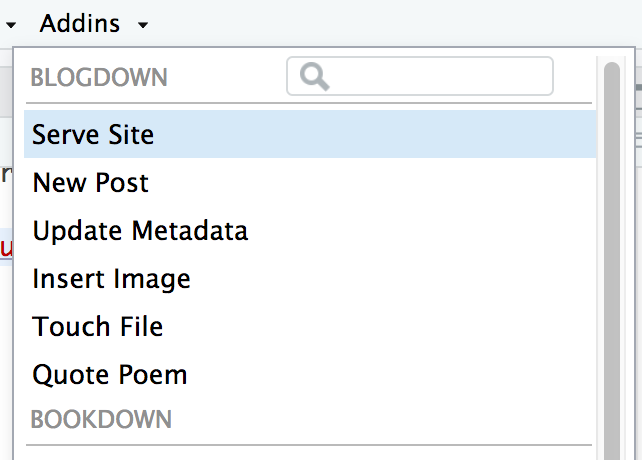 Addins
BLOGDOWN
Serve Site
New Post
Update Metadata
Insert Image
Touch File
Quote Poem
BOOKDOWN